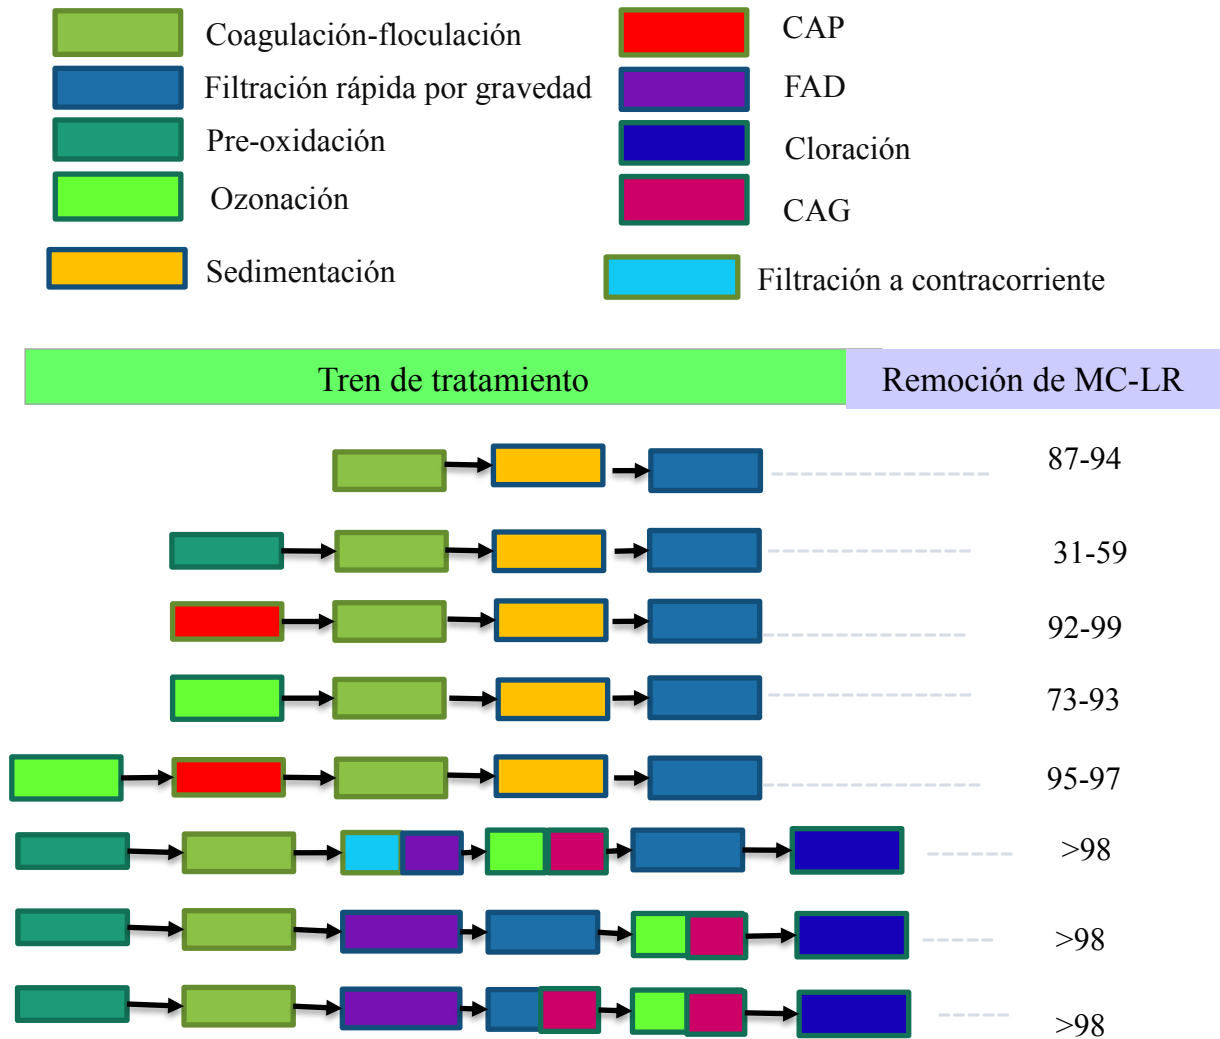 Coagulación-floculación
CAP
Filtración rápida por gravedad
FAD
Pre-oxidación
Cloración
Ozonación
CAG
Sedimentación
Filtración a contracorriente
Tren de tratamiento
Remoción de MC-LR
87-94
31-59
92-99
73-93
95-97
>98
>98
>98